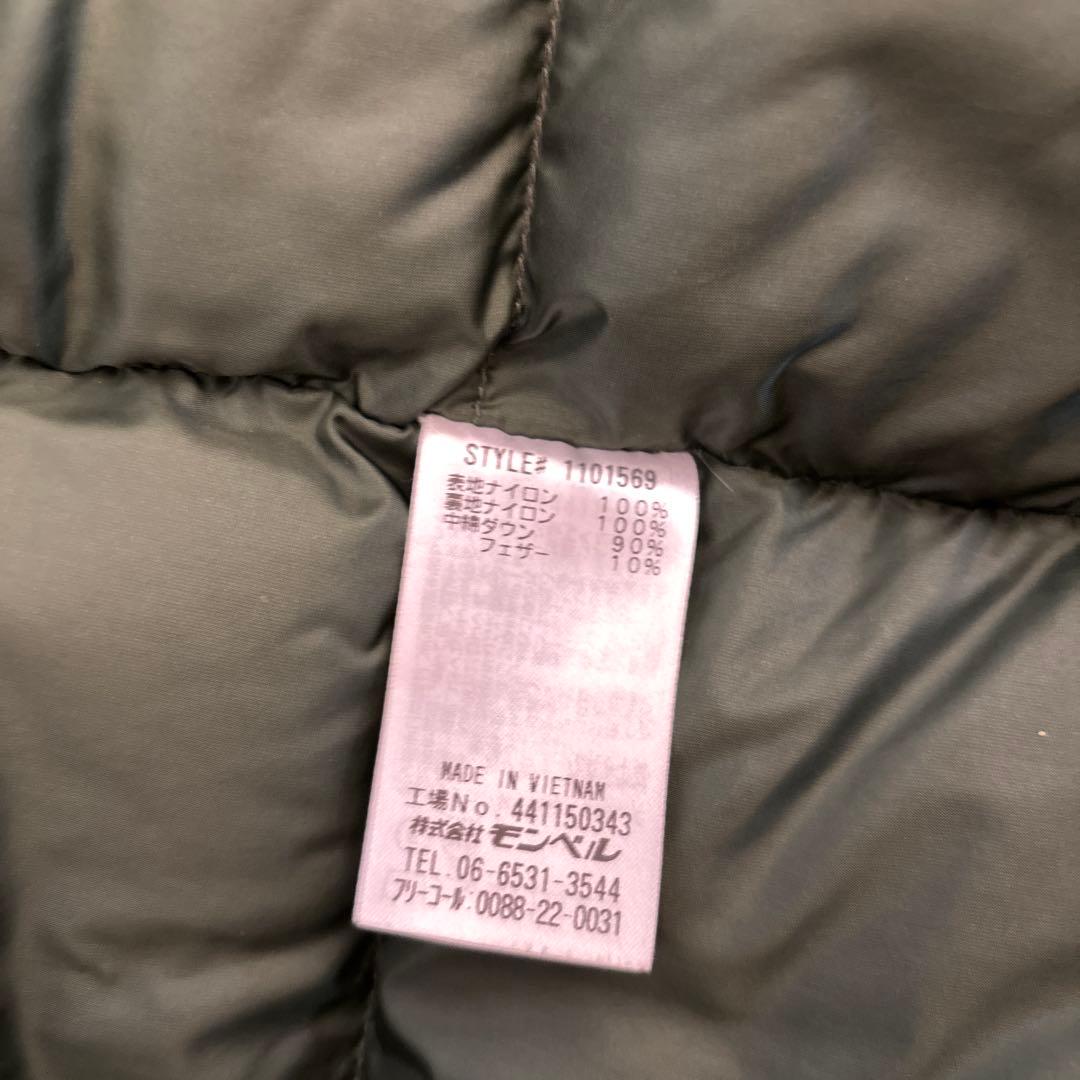 STYLE# 1101569
表地ナイロン 100%
裏地ナイロン 100%
中綿ダウン 90%
フェザー 10%
MADE IN VIETNAM
工場No. 441150343
株式会社 モンベル
TEL. 06-6531-3544
フリーコール:0088-22-0031